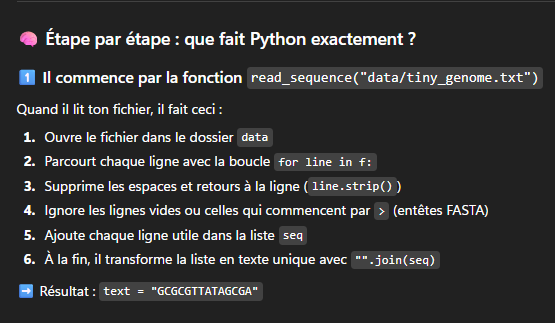 🧠 Étape par étape : que fait Python exactement ?
1️⃣ Il commence par la fonction read_sequence("data/tiny_genome.txt")
Quand il lit ton fichier, il fait ceci :
1. Ouvre le fichier dans le dossier data
2. Parcourt chaque ligne avec la boucle for line in f:
3. Supprime les espaces et retours à la ligne (line.strip())
4. Ignore les lignes vides ou celles qui commencent par > (entêtes FASTA)
5. Ajoute chaque ligne utile dans la liste seq
6. À la fin, il transforme la liste en texte unique avec "".join(seq)
➡️ Résultat : text = "GCGCGTTATAGCGA"